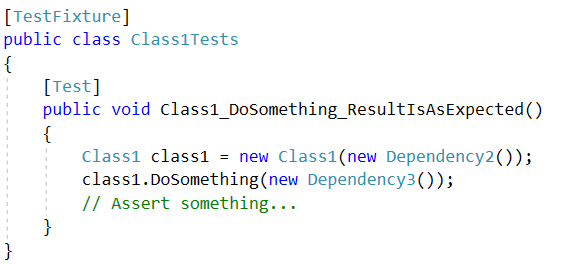 [TestFixture]
public class Class1Tests
{
[Test]
public void Class1_DoSomething_ResultIsAsExpected()
{
Class1 class1 = new Class1(new Dependency2());
class1.DoSomething(new Dependency3());
// Assert something...
}
}